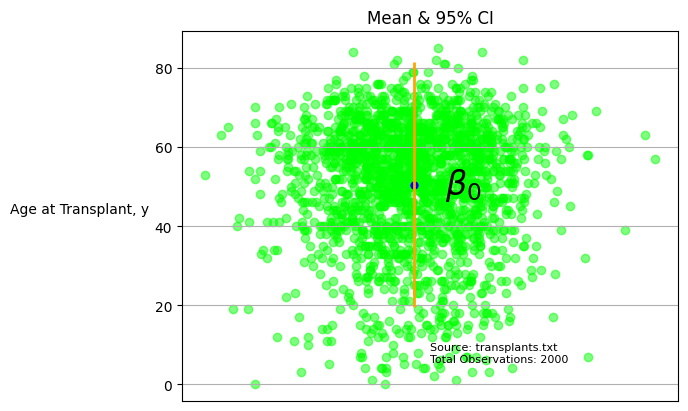 Mean & 95% CI
80
60
β₀
Age at Transplant, y
40
20
Source: transplants.txt
Total Observations: 2000
0